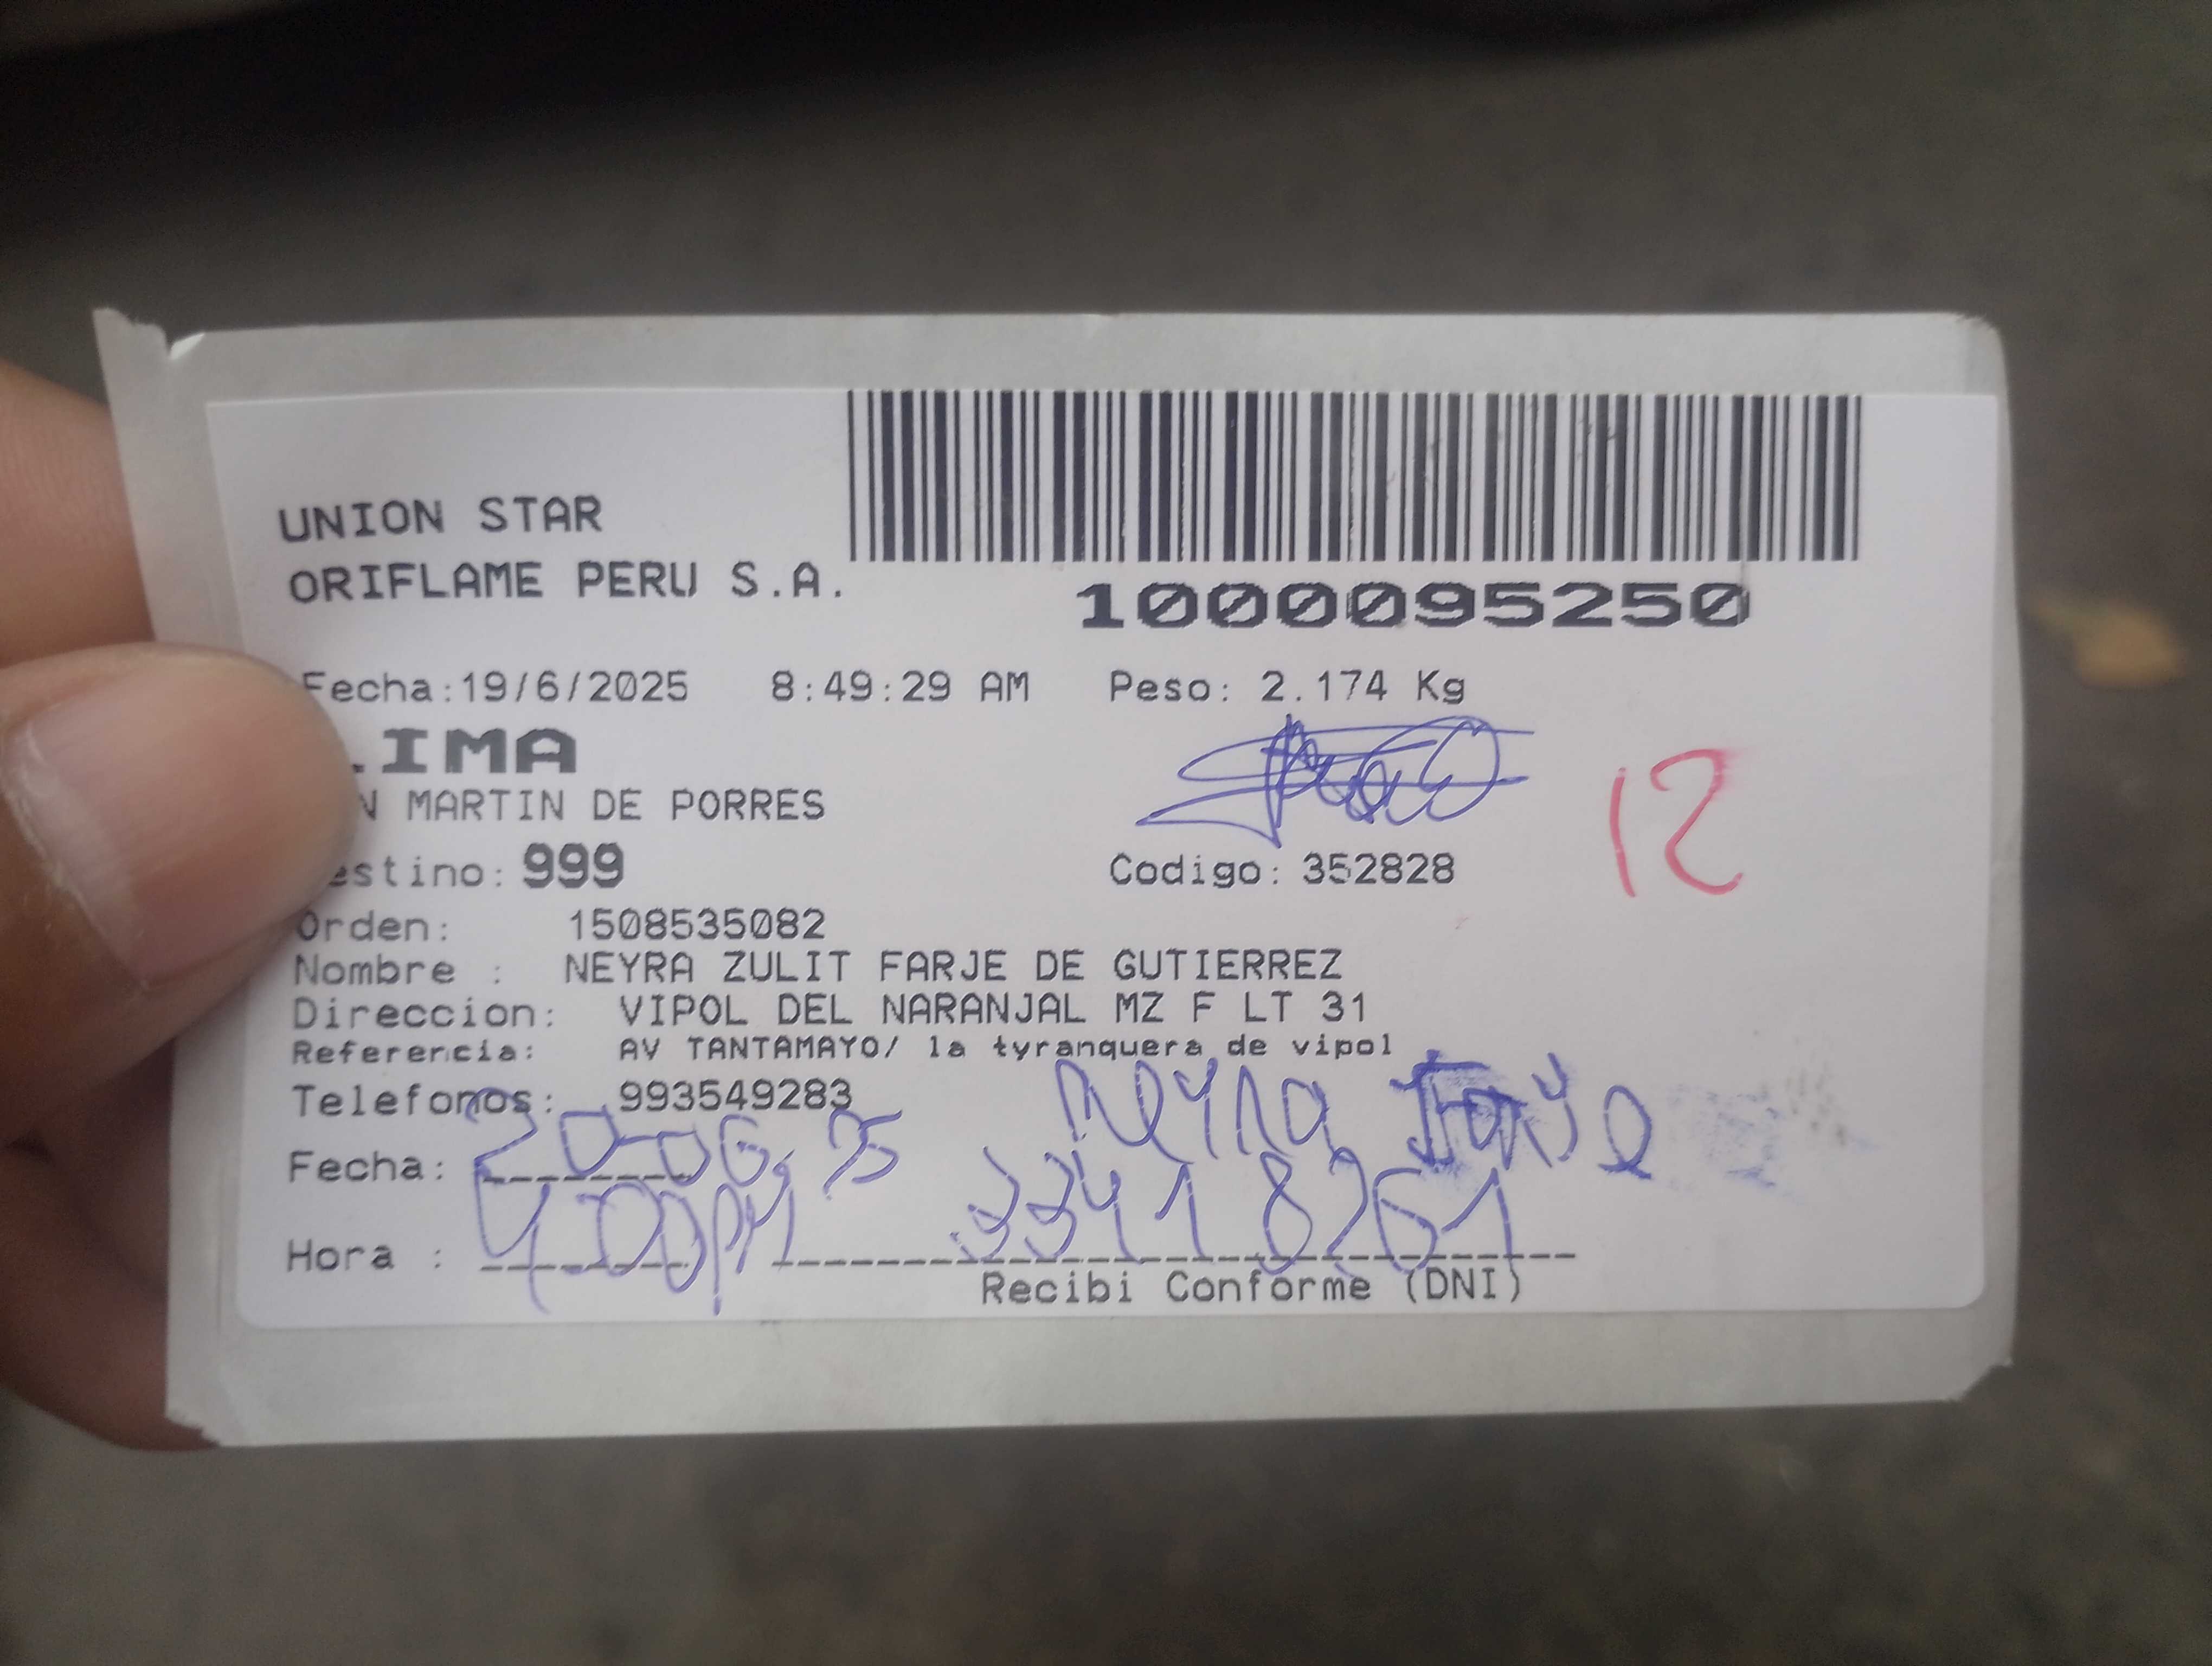 UNION STAR
ORIFLAME PERU S.A.
1000095250
Fecha:19/6/2025 8:49:29 AM Peso: 2.174 Kg
IMA
N MARTIN DE PORRES
12
estino: 999 Codigo: 352828
Orden: 1508535082
Nombre : NEYRA ZULIT FARJE DE GUTIERREZ
Direccion: VIPOL DEL NARANJAL MZ F LT 31
Referencia: AV TANTAMAYO/ la tyranquera de vipol
Telefonos: 993549283 Neyra Farje
Fecha: 20-06-25
Hora : 4:00PM 33418261
Recibi Conforme (DNI)